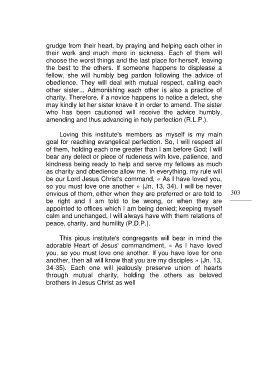 grudge from their heart, by praying and helping each other in
their work and much more in sickness. Each of them will
choose the worst things and the last place for herself, leaving
the best to the others. If someone happens to displease a
fellow, she will humbly beg pardon following the advice of
obedience. They will deal with mutual respect, calling each
other sister... Admonishing each other is also a practice of
charity. Therefore, if a novice happens to notice a defect, she
may kindly let her sister knave it in order to amend. The sister
who has been cautioned will receive the advice humbly,
amending and thus advancing in holy perfection (R.L.P.).
Loving this institute's members as myself is my main
goal for reaching evangelical perfection. So, I will respect all
of them, holding each one greater than I am before God; I will
bear any defect or piece of rudeness with love, patience, and
kindness being ready to help and serve my fellows as much
as charity and obedience allow me. In everything, my rule will
be our Lord Jesus Christ's command, « As I have loved you,
so you must love one another » (Jn. 13, 34). I will be never
envious of them, either when they are preferred or are told to
be right and I am told to be wrong, or when they are
appointed to offices which I am being denied; keeping myself
calm and unchanged, I will always have with them relations of
peace, charity, and humility (P.D.P.).
303
This pious institute's congregants will bear in mind the
adorable Heart of Jesus' commandment, « As I have loved
you, so you must love one another. If you have love for one
another, then all will know that you are my disciples » (Jn. 13,
34-35). Each one will jealously preserve union of hearts
through mutual charity, holding the others as beloved
brothers in Jesus Christ as well